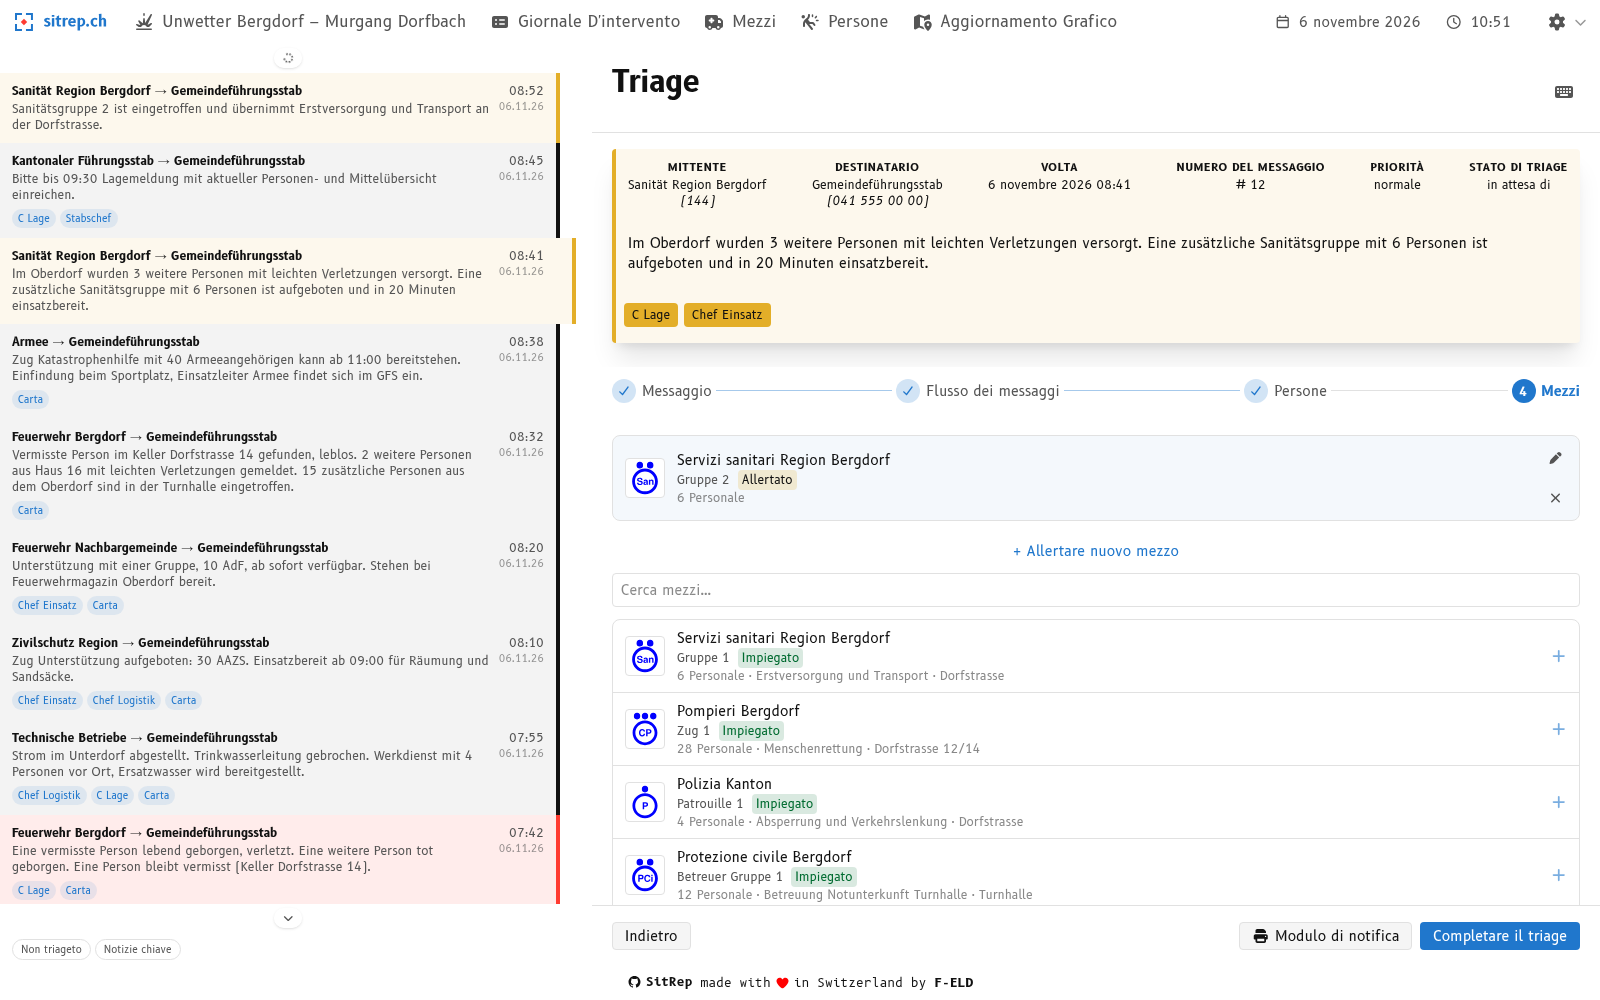 sitrep.ch
Unwetter Bergdorf – Murgang Dorfbach
Giornale D'intervento
Mezzi
Persone
Aggiornamento Grafico
6 novembre 2026
10:51
Sanität Region Bergdorf → Gemeindeführungsstab
08:52
Sanitätsgruppe 2 ist eingetroffen und übernimmt Erstversorgung und Transport an
06.11.26
der Dorfstrasse.
Kantonaler Führungsstab → Gemeindeführungsstab
08:45
Bitte bis 09:30 Lagemeldung mit aktueller Personen- und Mittelübersicht
06.11.26
einreichen.
C Lage
Stabschef
Sanität Region Bergdorf → Gemeindeführungsstab
08:41
Im Oberdorf wurden 3 weitere Personen mit leichten Verletzungen versorgt. Eine
06.11.26
zusätzliche Sanitätsgruppe mit 6 Personen ist aufgeboten und in 20 Minuten
einsatzbereit.
Armee → Gemeindeführungsstab
08:38
Zug Katastrophenhilfe mit 40 Armeeangehörigen kann ab 11:00 bereitstehen.
06.11.26
Einfindung beim Sportplatz, Einsatzleiter Armee findet sich im GFS ein.
Carta
Feuerwehr Bergdorf → Gemeindeführungsstab
08:32
Vermisste Person im Keller Dorfstrasse 14 gefunden, leblos. 2 weitere Personen
06.11.26
aus Haus 16 mit leichten Verletzungen gemeldet. 15 zusätzliche Personen aus
dem Oberdorf sind in der Turnhalle eingetroffen.
Carta
Feuerwehr Nachbargemeinde → Gemeindeführungsstab
08:20
Unterstützung mit einer Gruppe, 10 AdF, ab sofort verfügbar. Stehen bei
06.11.26
Feuerwehrmagazin Oberdorf bereit.
Chef Einsatz
Carta
Zivilschutz Region → Gemeindeführungsstab
08:10
Zug Unterstützung aufgeboten: 30 AAZS. Einsatzbereit ab 09:00 für Räumung und
06.11.26
Sandsäcke.
Chef Einsatz
Chef Logistik
Carta
Technische Betriebe → Gemeindeführungsstab
07:55
Strom im Unterdorf abgestellt. Trinkwasserleitung gebrochen. Werkdienst mit 4
06.11.26
Personen vor Ort, Ersatzwasser wird bereitgestellt.
Chef Logistik
C Lage
Carta
Feuerwehr Bergdorf → Gemeindeführungsstab
07:42
Eine vermisste Person lebend geborgen, verletzt. Eine weitere Person tot
06.11.26
geborgen. Eine Person bleibt vermisst (Keller Dorfstrasse 14).
C Lage
Carta
Non triageto
Notizie chiave
Triage
MITTENTE
Sanität Region Bergdorf
(144)
DESTINATARIO
Gemeindeführungsstab
(041 555 00 00)
VOLTA
6 novembre 2026 08:41
NUMERO DEL MESSAGGIO
# 12
PRIORITÀ
normale
STATO DI TRIAGE
in attesa di
Im Oberdorf wurden 3 weitere Personen mit leichten Verletzungen versorgt. Eine zusätzliche Sanitätsgruppe mit 6 Personen ist
aufgeboten und in 20 Minuten einsatzbereit.
C Lage
Chef Einsatz
Messaggio
Flusso dei messaggi
Persone
4
Mezzi
San
Servizi sanitari Region Bergdorf
Gruppe 2
Allertato
6 Personale
+ Allertare nuovo mezzo
Cerca mezzi...
San
Servizi sanitari Region Bergdorf
Gruppe 1
Impiegato
6 Personale · Erstversorgung und Transport · Dorfstrasse
CP
Pompieri Bergdorf
Zug 1
Impiegato
28 Personale · Menschenrettung · Dorfstrasse 12/14
P
Polizia Kanton
Patrouille 1
Impiegato
4 Personale · Absperrung und Verkehrslenkung · Dorfstrasse
PCi
Protezione civile Bergdorf
Betreuer Gruppe 1
Impiegato
12 Personale · Betreuung Notunterkunft Turnhalle · Turnhalle
Indietro
Modulo di notifica
Completare il triage
SitRep made with in Switzerland by F-ELD